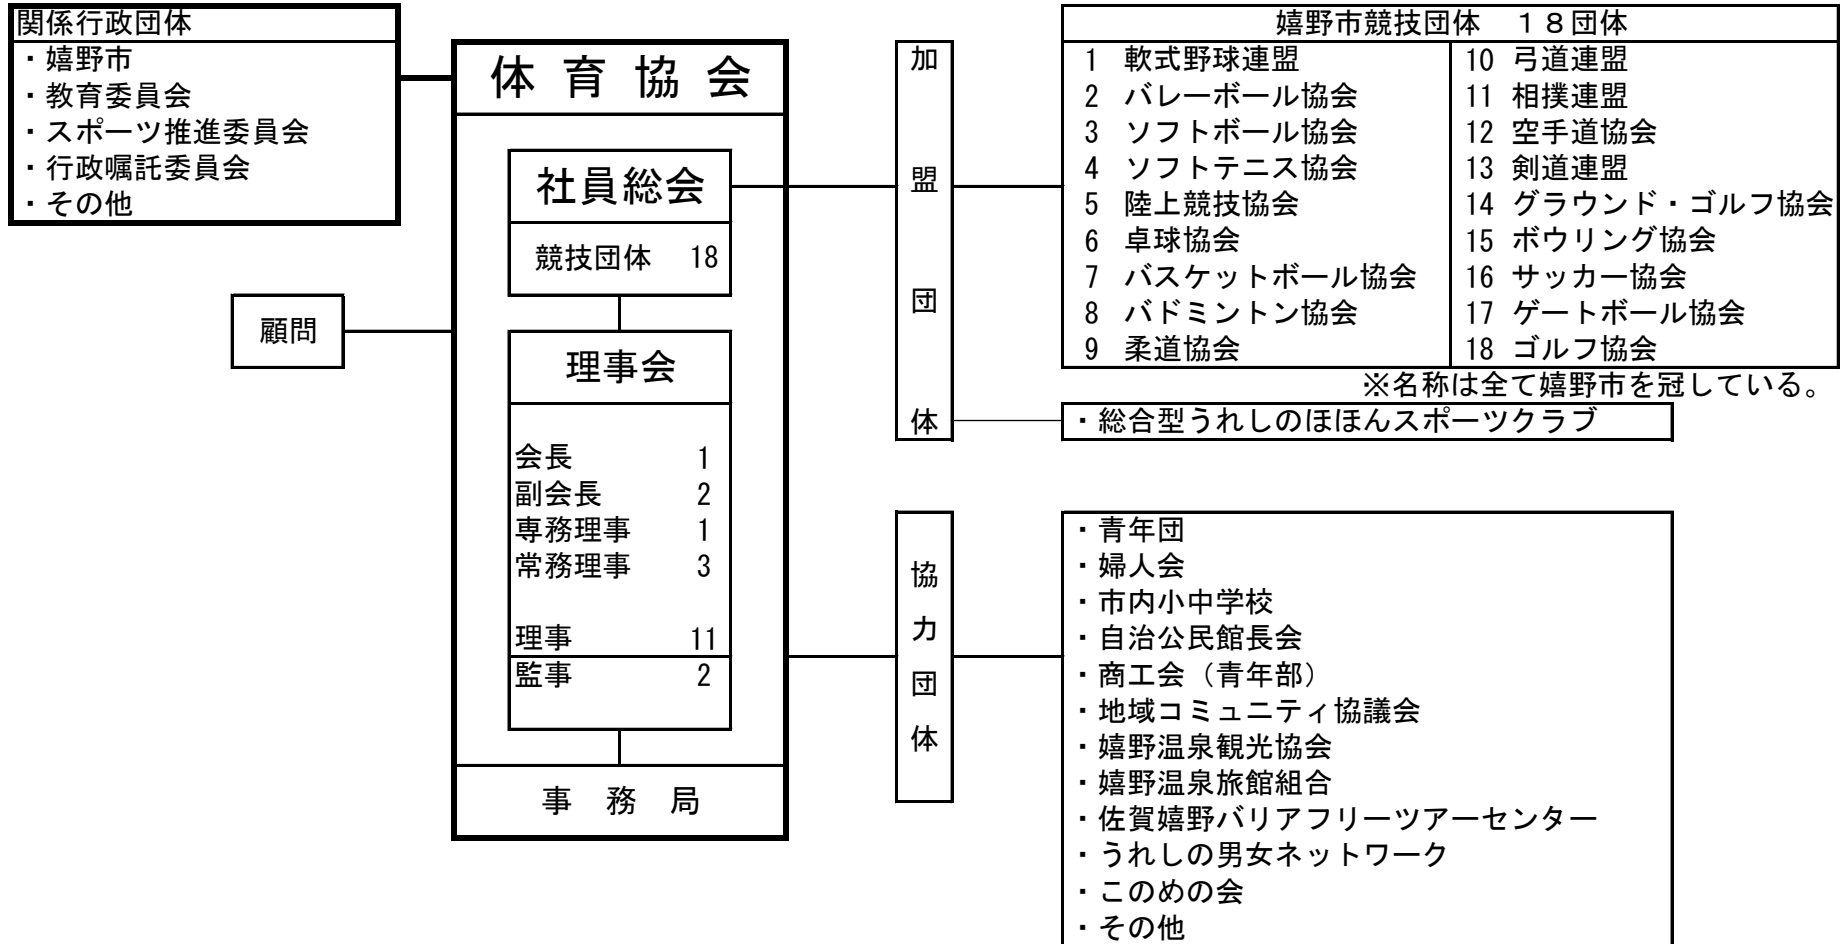 関係行政団体
・嬉野市
・教育委員会
・スポーツ推進委員会
・行政嘱託委員会
・その他
顧問
体育協会
社員総会
競技団体 18
理事会
会長 1
副会長 2
専務理事 1
常務理事 3
理事 11
監事 2
事務局
加盟団体
嬉野市競技団体 １８団体
1 軟式野球連盟
2 バレーボール協会
3 ソフトボール協会
4 ソフトテニス協会
5 陸上競技協会
6 卓球協会
7 バスケットボール協会
8 バドミントン協会
9 柔道協会
10 弓道連盟
11 相撲連盟
12 空手道協会
13 剣道連盟
14 グラウンド・ゴルフ協会
15 ボウリング協会
16 サッカー協会
17 ゲートボール協会
18 ゴルフ協会
※名称は全て嬉野市を冠している。
・総合型うれしのほほんスポーツクラブ
協力団体
・青年団
・婦人会
・市内小中学校
・自治公民館長会
・商工会（青年部）
・地域コミュニティ協議会
・嬉野温泉観光協会
・嬉野温泉旅館組合
・佐賀嬉野バリアフリーツアーセンター
・うれしの男女ネットワーク
・このめの会
・その他